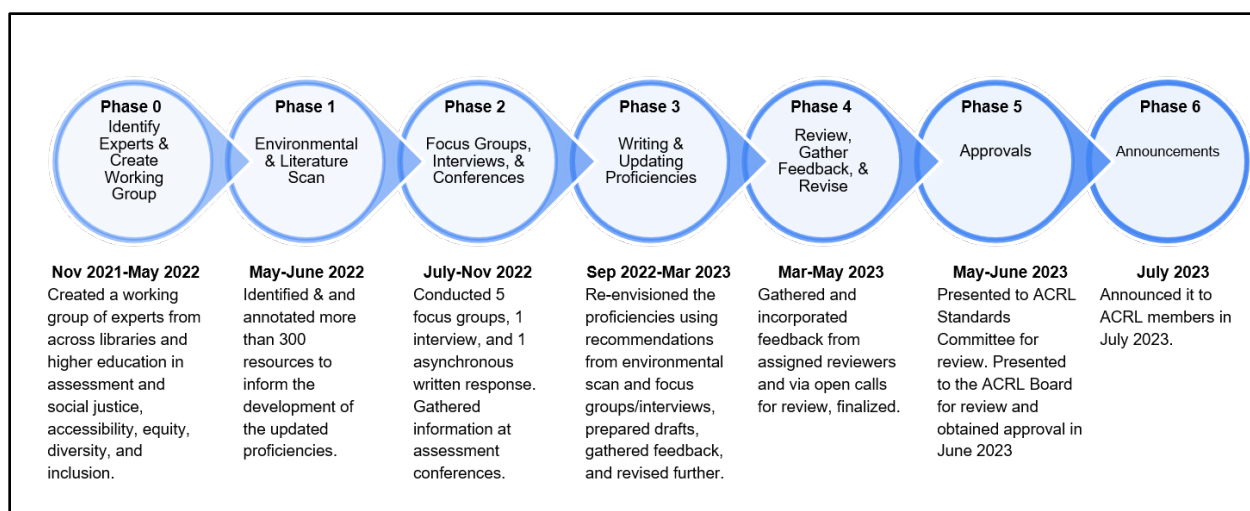 Phase 0
Identify
Experts &
Create
Working
Group
Phase 1
Environmental
& Literature
Scan
Phase 2
Focus Groups,
Interviews, &
Conferences
Phase 3
Writing &
Updating
Proficiencies
Phase 4
Review,
Gather
Feedback, &
Revise
Phase 5
Approvals
Phase 6
Announcements
Nov 2021-May 2022
Created a working
group of experts from
across libraries and
higher education in
assessment and
social justice,
accessibility, equity,
diversity, and
inclusion.
May-June 2022
Identified & and
annotated more
than 300
resources to
inform the
development of
the updated
proficiencies.
July-Nov 2022
Conducted 5
focus groups, 1
interview, and 1
asynchronous
written response.
Gathered
information at
assessment
conferences.
Sep 2022-Mar 2023
Re-envisioned the
proficiencies using
recommendations
from environmental
scan and focus
groups/interviews,
prepared drafts,
gathered feedback,
and revised further.
Mar-May 2023
Gathered and
incorporated
feedback from
assigned reviewers
and via open calls
for review, finalized.
May-June 2023
Presented to ACRL
Standards
Committee for
review. Presented
to the ACRL Board
for review and
obtained approval in
June 2023
July 2023
Announced it to
ACRL members in
July 2023.